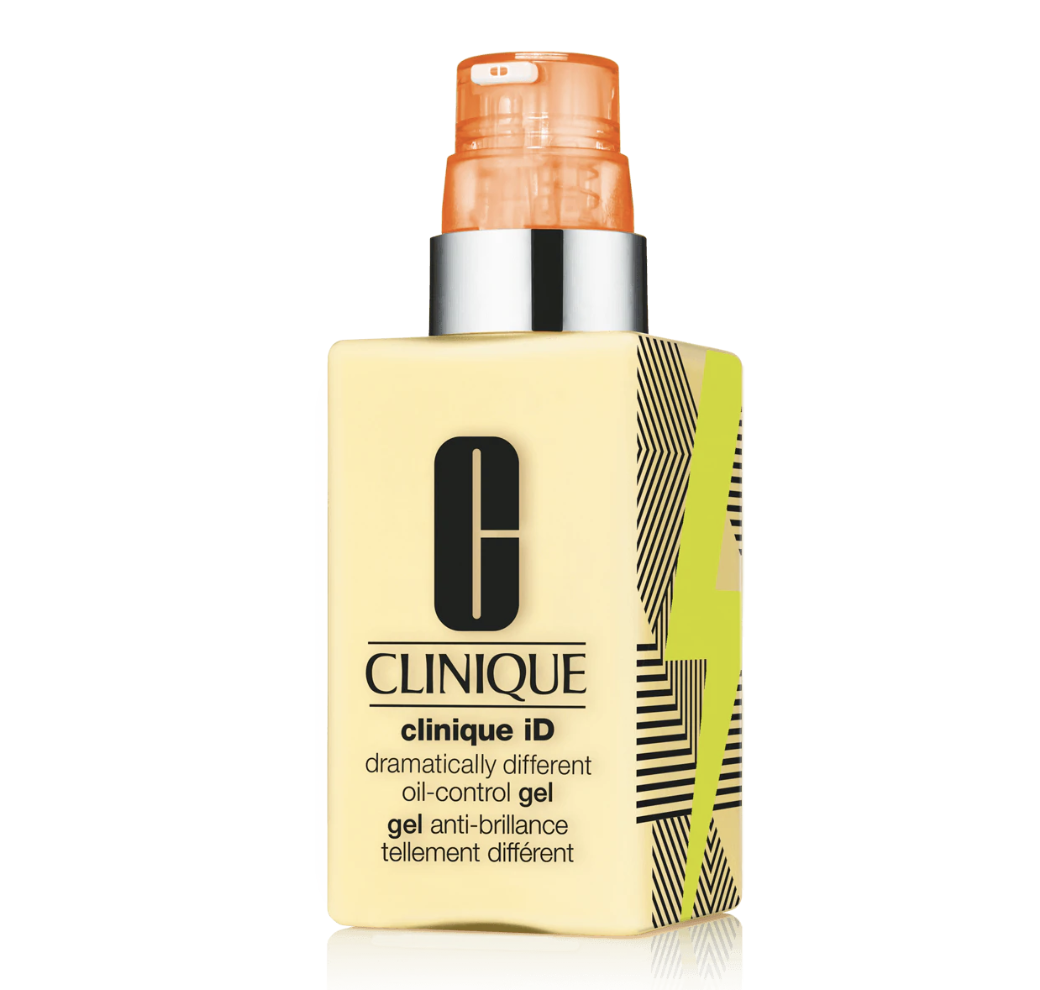 C
CLINIQUE
clinique iD
dramatically different
oil-control gel
gel anti-brillance
tellement différent